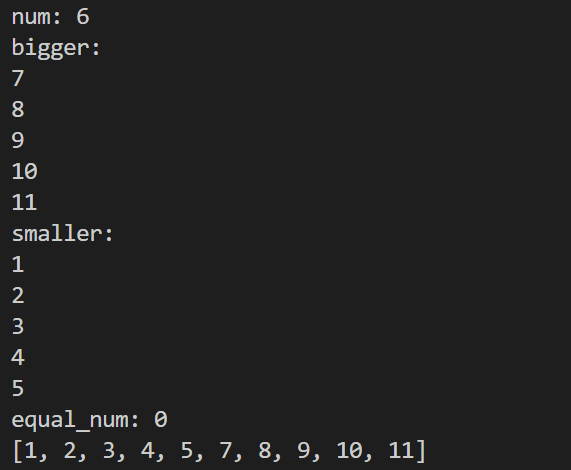 num: 6
bigger:
7
8
9
10
11
smaller:
1
2
3
4
5
equal_num: 0
[1, 2, 3, 4, 5, 7, 8, 9, 10, 11]